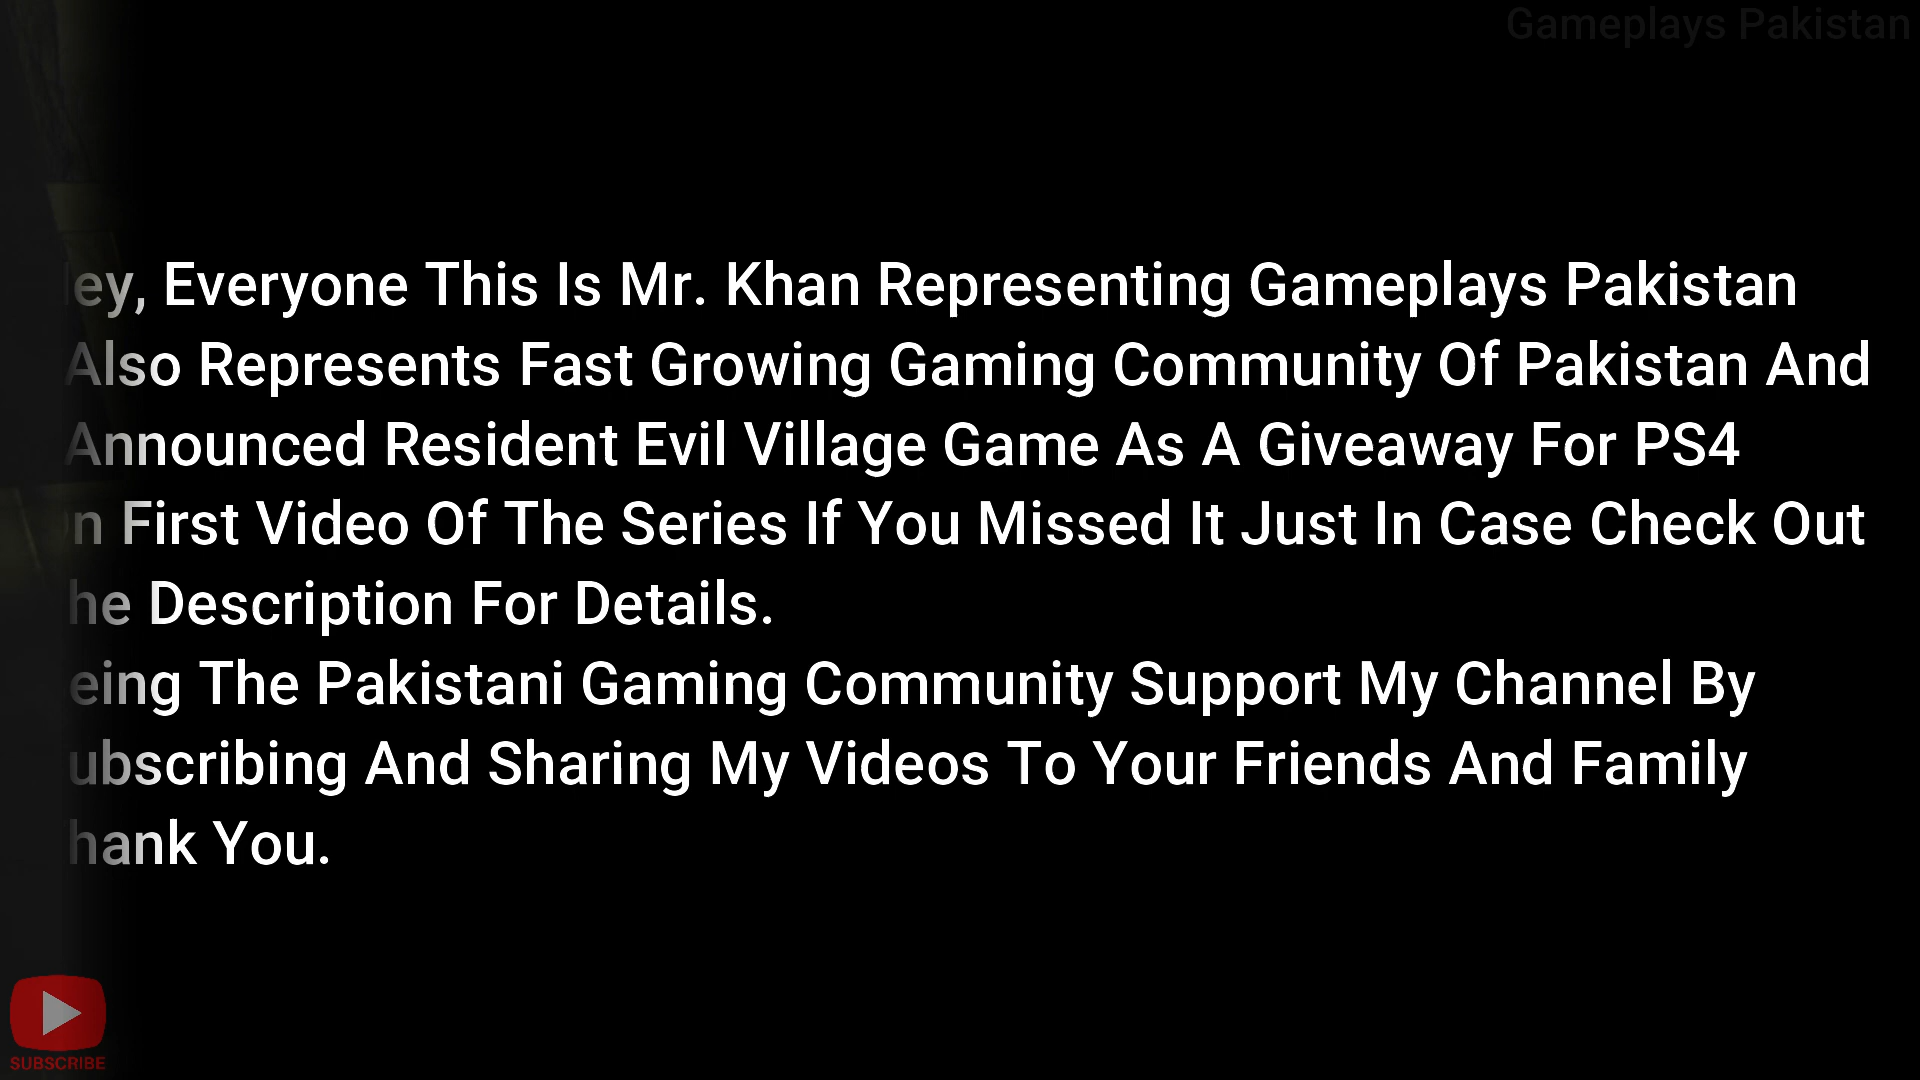 Gameplays Pakistan
Hey, Everyone This Is Mr. Khan Representing Gameplays Pakistan
Also Represents Fast Growing Gaming Community Of Pakistan And
Announced Resident Evil Village Game As A Giveaway For PS4
In First Video Of The Series If You Missed It Just In Case Check Out
he Description For Details.
eing The Pakistani Gaming Community Support My Channel By
ubscribing And Sharing My Videos To Your Friends And Family
hank You.
SUBSCRIBE